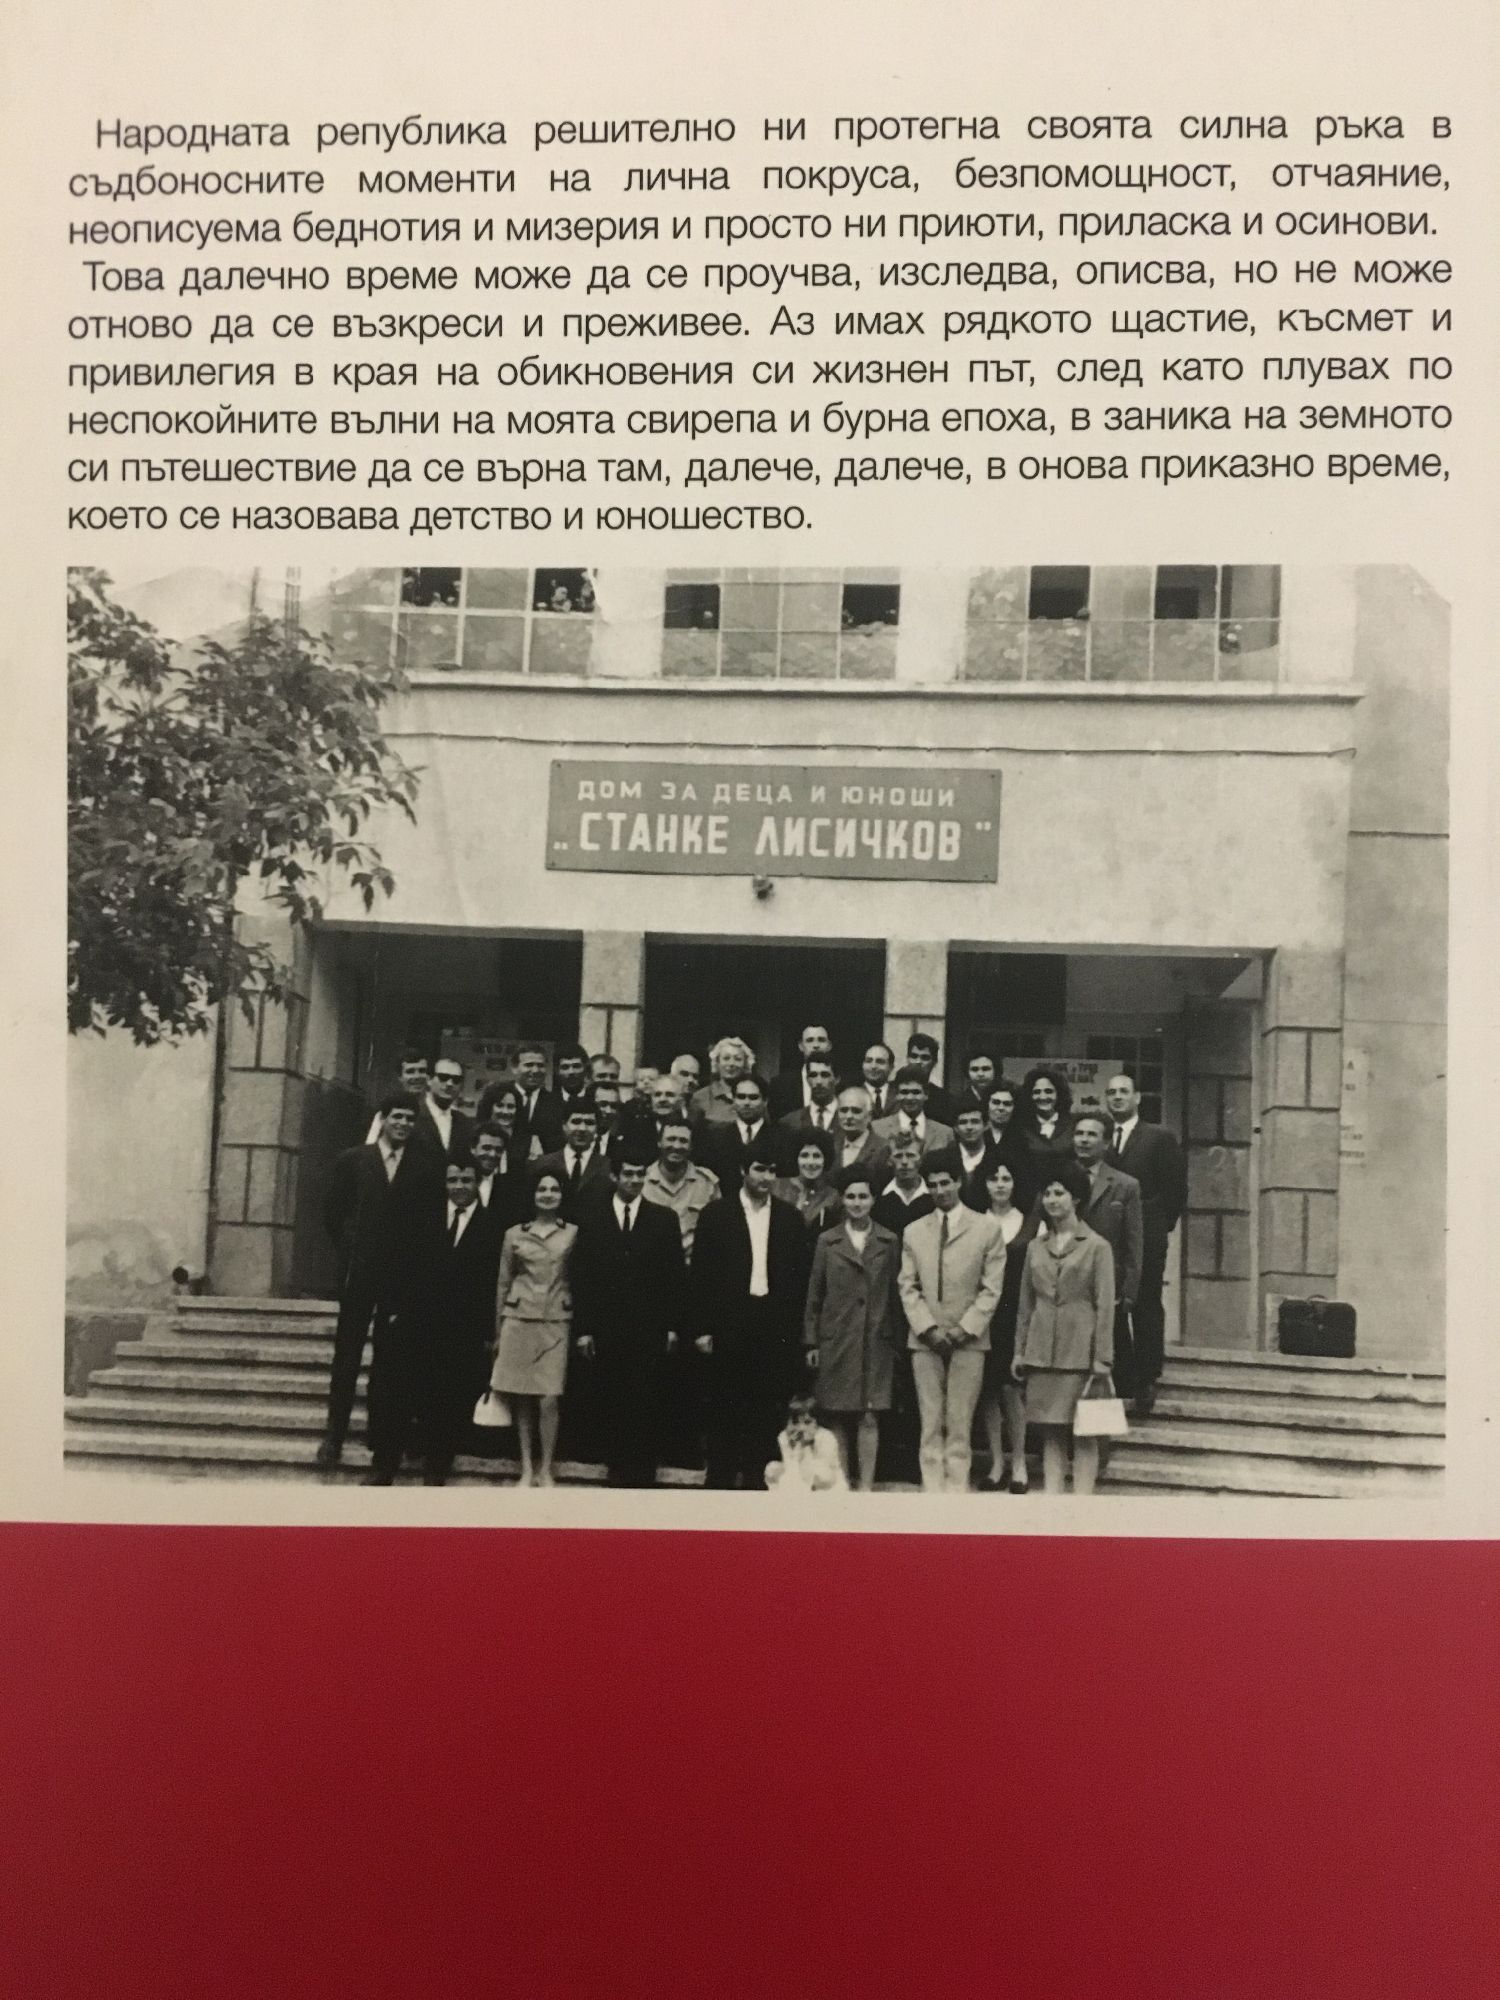 Народната република решително ни протегна своята силна ръка в
съдбоносните моменти на лична покруса, безпомощност, отчаяние,
неописуема беднотия и мизерия и просто ни приюти, приласка и осинови.
Това далечно време може да се проучва, изследва, описва, но не може
отново да се възкреси и преживее. Аз имах рядкото щастие, късмет и
привилегия в края на обикновения си жизнен път, след като плувах по
неспокойните вълни на моята свирепа и бурна епоха, в заника на земното
си пътешествие да се върна там, далече, далече, в онова приказно време,
което се назовава детство и юношество.
ДОМ ЗА ДЕЦА И ЮНОШИ
„СТАНКЕ ЛИСИЧКОВ"